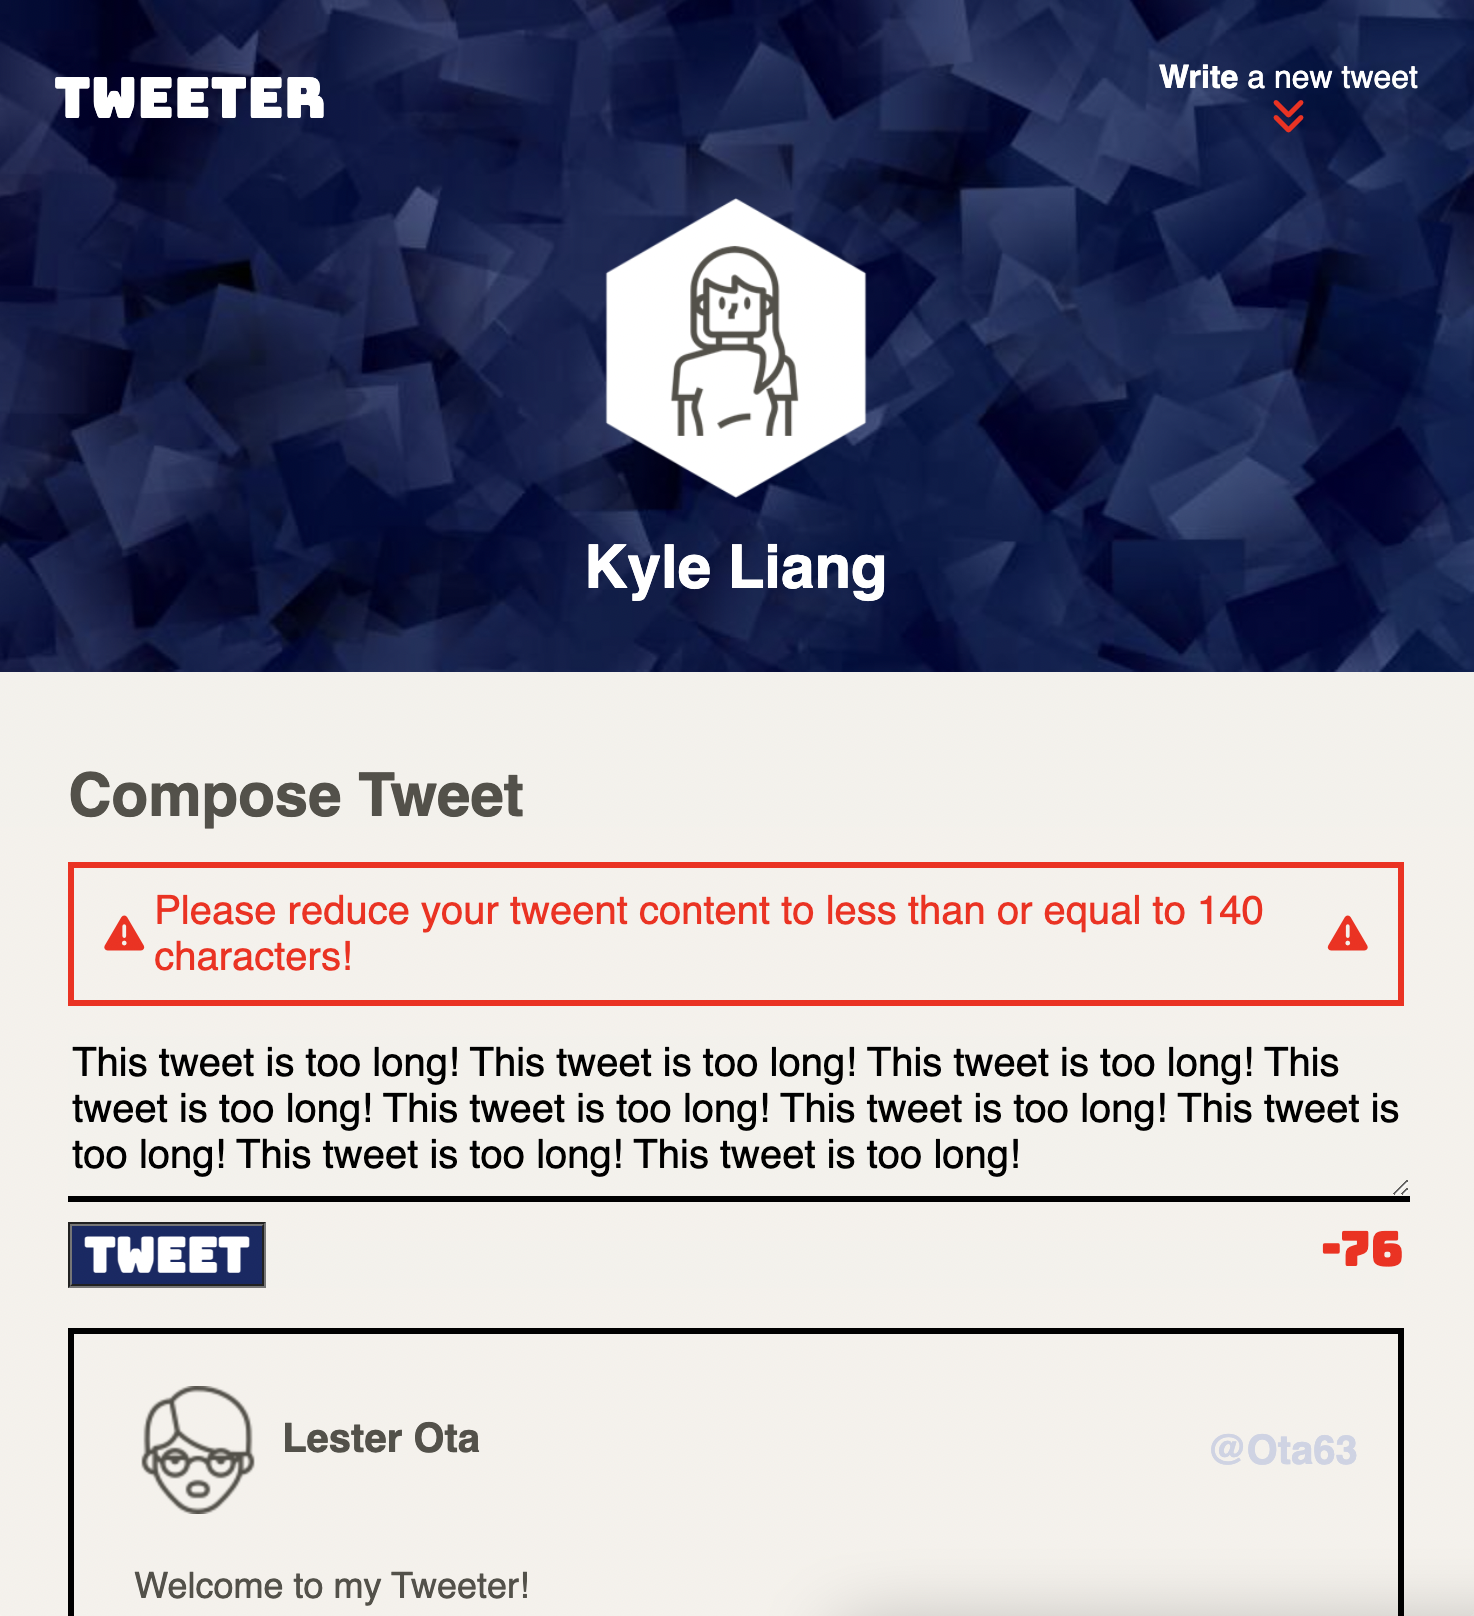 TWEETER
Write a new tweet
Kyle Liang
Compose Tweet
Please reduce your tweent content to less than or equal to 140
characters!
This tweet is too long! This tweet is too long! This tweet is too long! This
tweet is too long! This tweet is too long! This tweet is too long! This tweet is
too long! This tweet is too long! This tweet is too long!
TWEET
-76
Lester Ota
@Ota63
Welcome to my Tweeter!